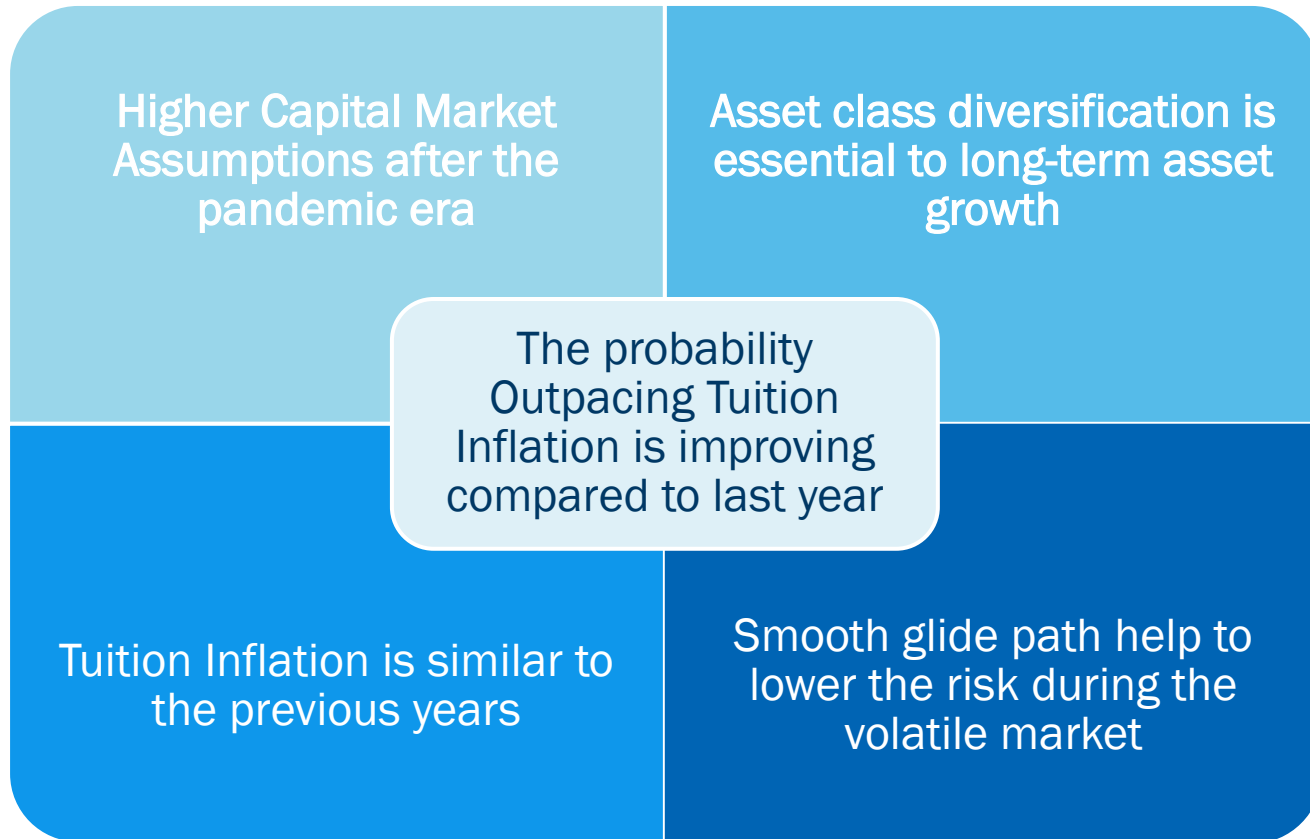 Higher Capital Market
Assumptions after the
pandemic era
Asset class diversification is
essential to long-term asset
growth
The probability
Outpacing Tuition
Inflation is improving
compared to last year
Tuition Inflation is similar to
the previous years
Smooth glide path help to
lower the risk during the
volatile market